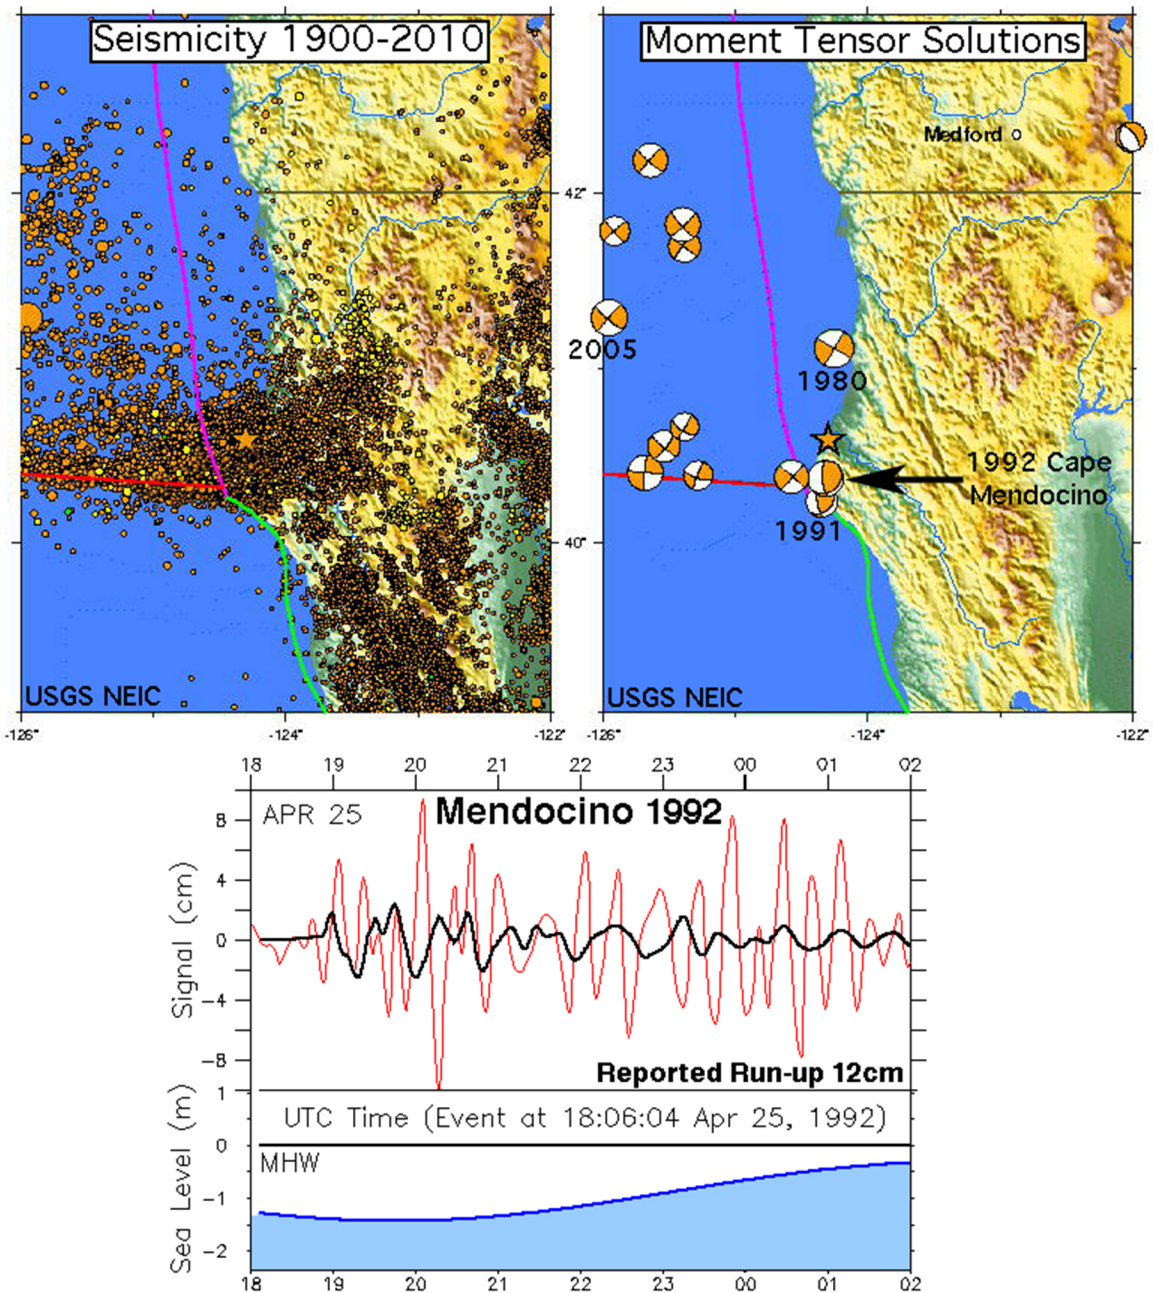 Seismicity 1900-2010
USGS NEIC
-126°
-124°
-122°
Moment Tensor Solutions
Medford
42°
2005
1980
1992 Cape
Mendocino
1991
40°
USGS NEIC
-126°
-124°
-122°
18 19 20 21 22 23 00 01 02
APR 25
Mendocino 1992
Signal (cm)
8
4
0
-4
-8
Reported Run-up 12cm
UTC Time (Event at 18:06:04 Apr 25, 1992)
MHW
Sea Level (m)
1
0
-1
-2
18 19 20 21 22 23 00 01 02